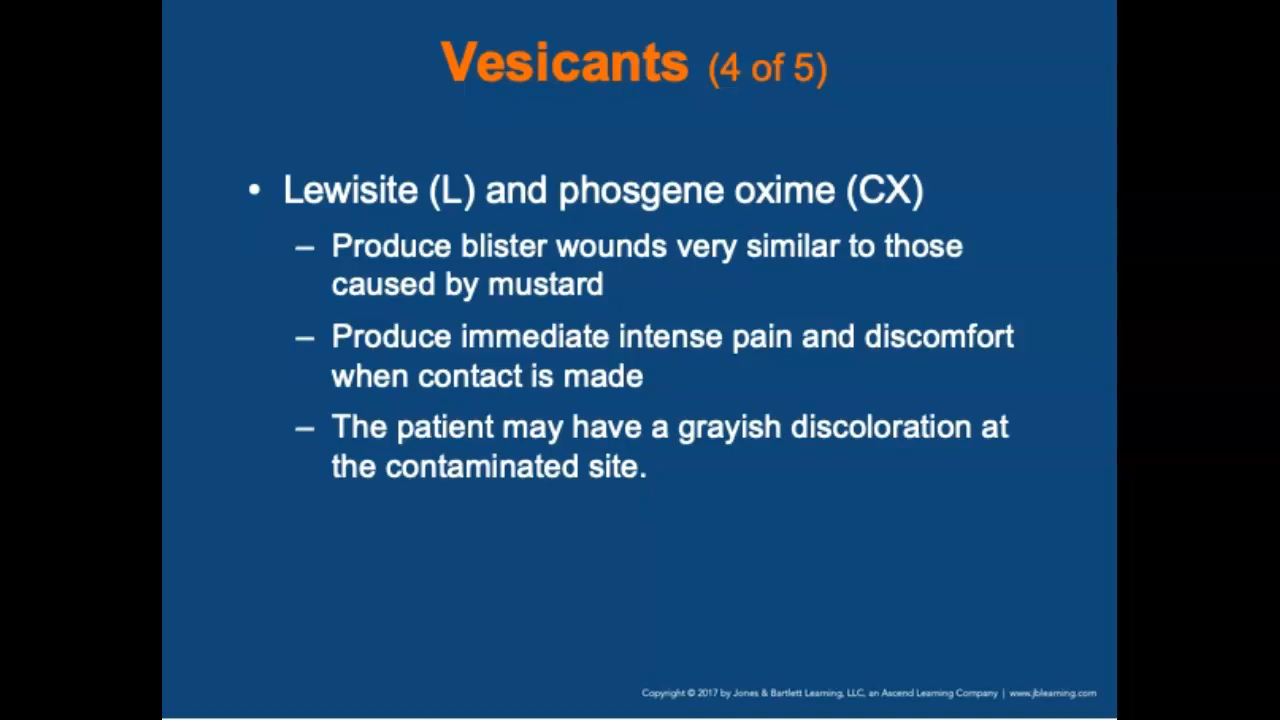 Vesicants (4 of 5)
• Lewisite (L) and phosgene oxime (CX)
– Produce blister wounds very similar to those
caused by mustard
– Produce immediate intense pain and discomfort
when contact is made
– The patient may have a grayish discoloration at
the contaminated site.
Copyright © 2017 by Jones & Bartlett Learning, LLC, an Ascend Learning Company | www.jblearning.com